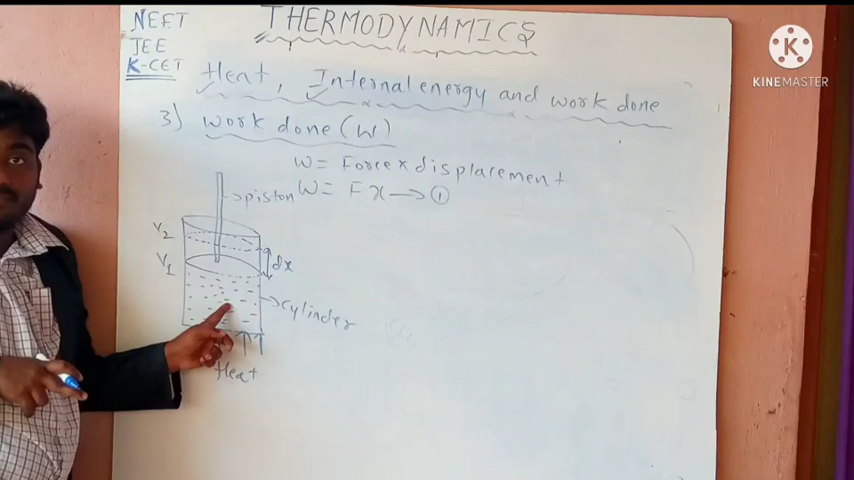 NEET
JEE
K-CET
THERMODYNAMICS
Heat, Internal energy and work done
3) work done (W)
W = Force x displacement
W = F x → ①
piston
V2
V1
dx
cylinder
Heat
K
KINEMASTER